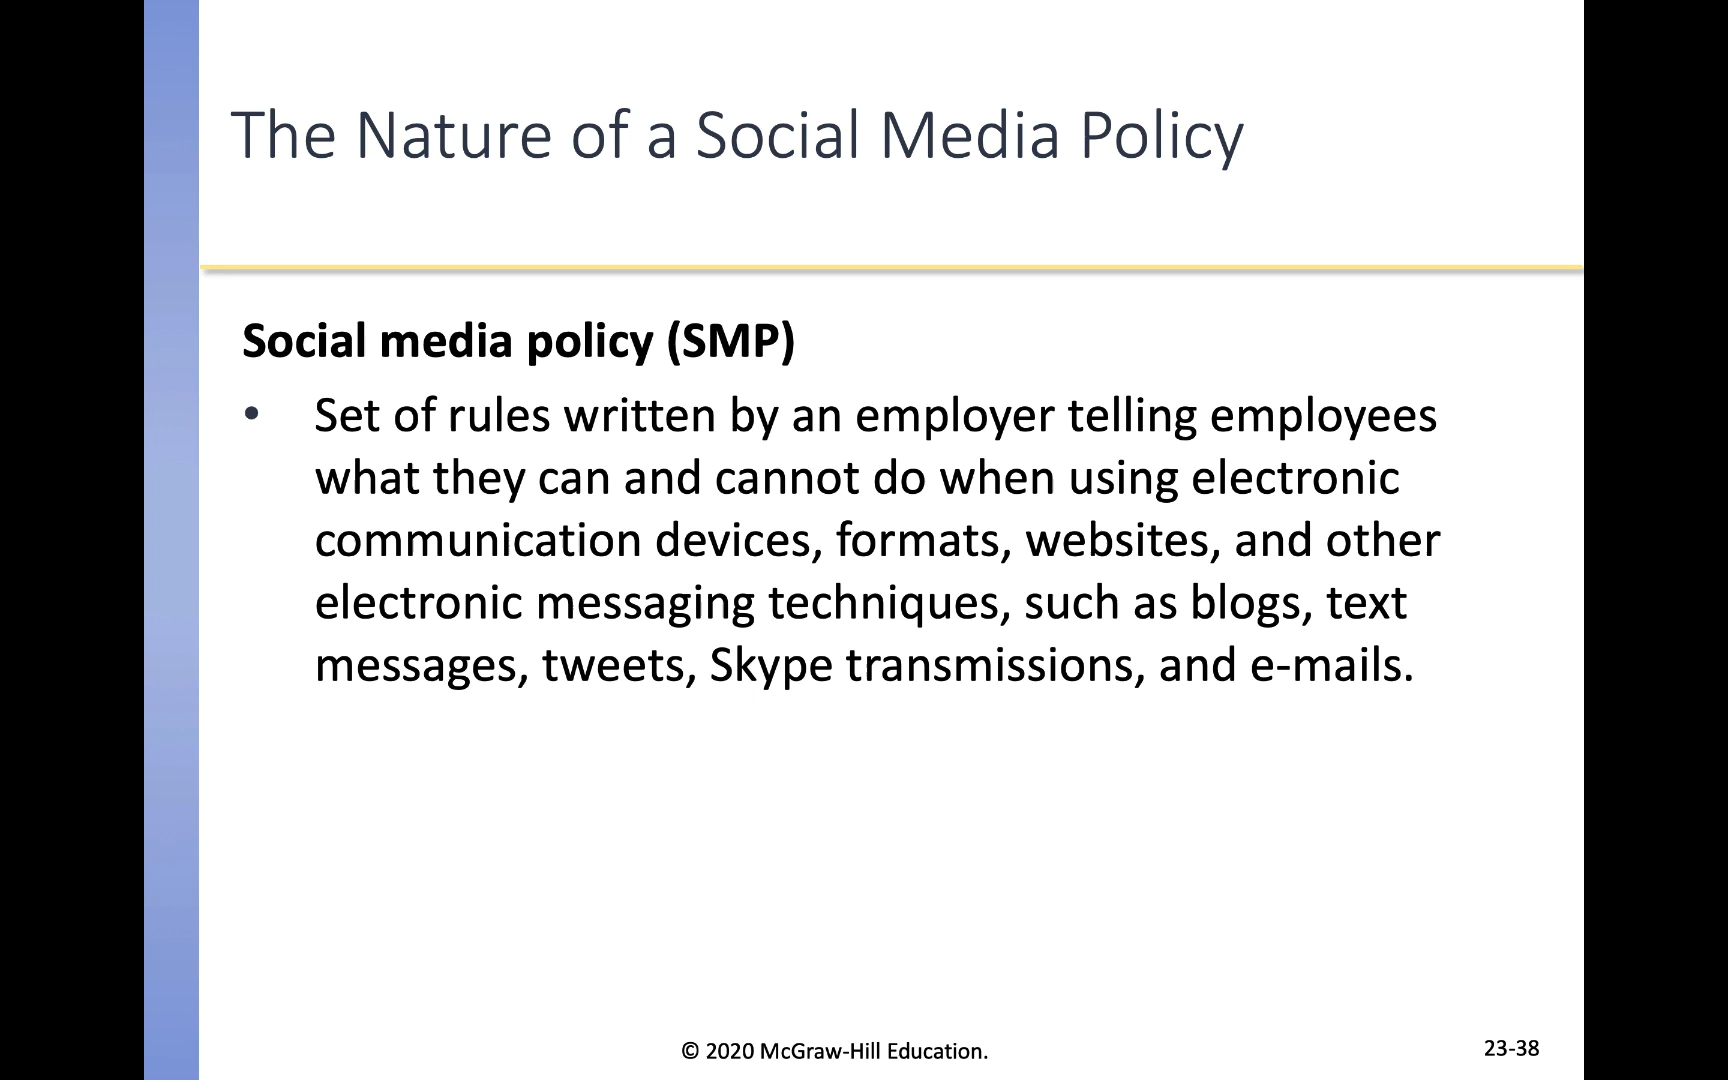 The Nature of a Social Media Policy
Social media policy (SMP)
• Set of rules written by an employer telling employees
what they can and cannot do when using electronic
communication devices, formats, websites, and other
electronic messaging techniques, such as blogs, text
messages, tweets, Skype transmissions, and e-mails.
© 2020 McGraw-Hill Education.
23-38